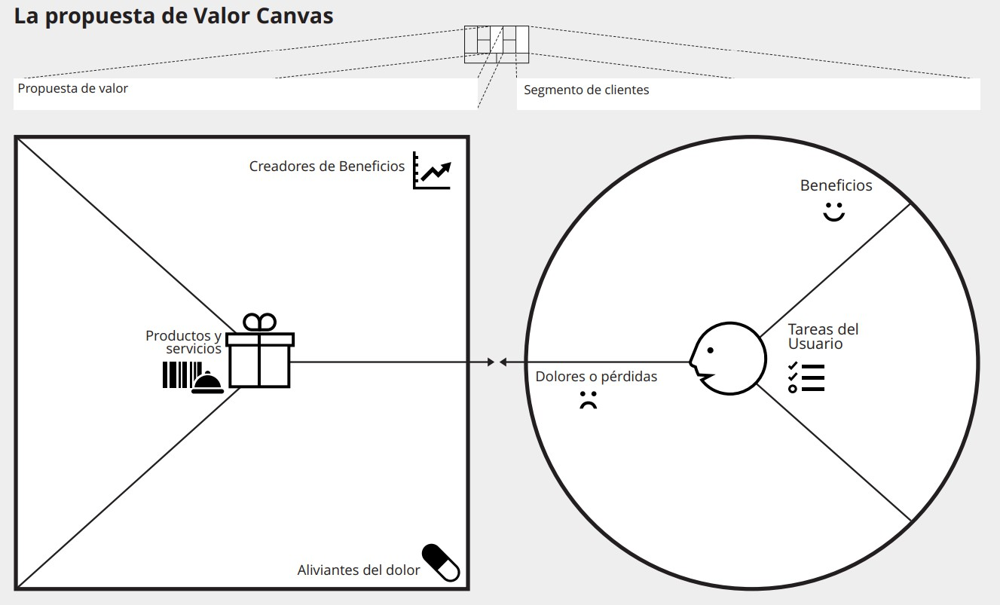 La propuesta de Valor Canvas
Propuesta de valor
Segmento de clientes
Creadores de Beneficios
Productos y
servicios
Aliviantes del dolor
Beneficios
Tareas del
Usuario
Dolores o pérdidas